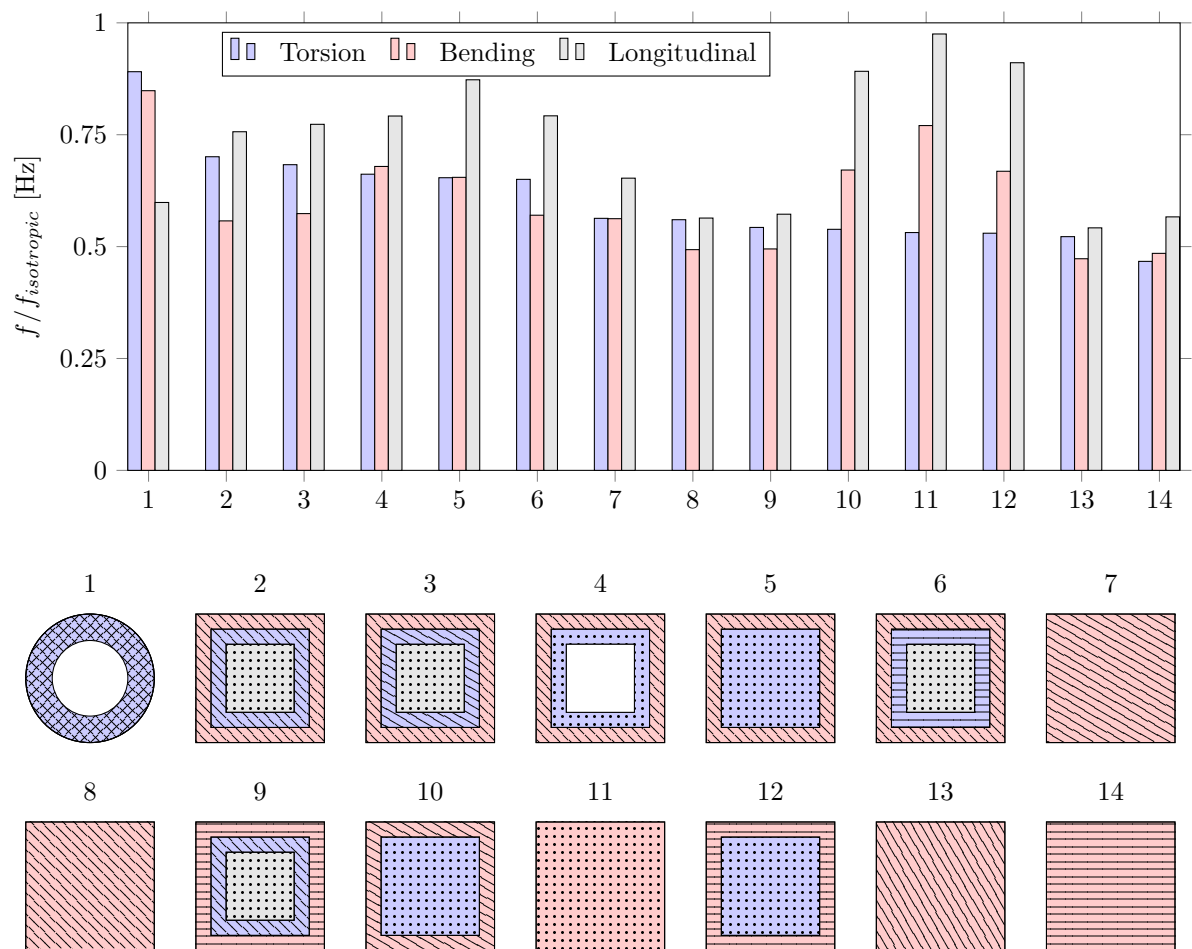 1
Torsion Bending Longitudinal
0.75
0.5
0.25
0
f/f_{isotropic} [Hz]
1 2 3 4 5 6 7 8 9 10 11 12 13 14
1 2 3 4 5 6 7
8 9 10 11 12 13 14